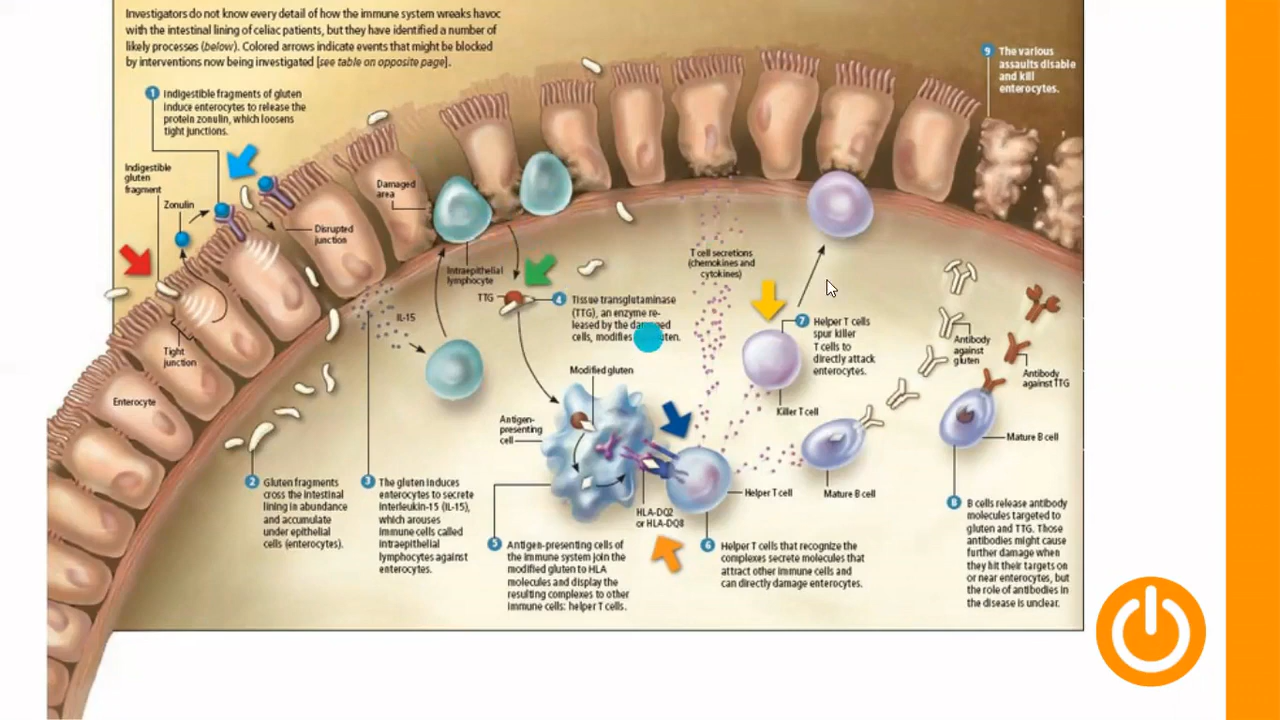 Investigators do not know every detail of how the immune system wreaks havoc
with the intestinal lining of celiac patients, but they have identified a number of
likely processes (below). Colored arrows indicate events that might be blocked
by interventions now being investigated [see table on opposite page].
1 Indigestible fragments of gluten
induce enterocytes to release the
protein zonulin, which loosens
tight junctions.
Indigestible
gluten
fragment
Zonulin
Disrupted
junction
Damaged
area
Intraepithelial
lymphocyte
TTG
4 Tissue transglutaminase
(TTG), an enzyme re-
leased by the damaged
cells, modifies gluten.
IL-15
Tight
junction
Enterocyte
2 Gluten fragments
cross the intestinal
lining in abundance
and accumulate
under epithelial
cells (enterocytes).
3 The gluten induces
enterocytes to secrete
interleukin-15 (IL-15),
which arouses
immune cells called
intraepithelial
lymphocytes against
enterocytes.
Modified gluten
Antigen-
presenting
cell
HLA-DQ2
or HLA-DQ8
5 Antigen-presenting cells of
the immune system join the
modified gluten to HLA
molecules and display the
resulting complexes to other
immune cells: helper T cells.
Helper T cell
6 Helper T cells that recognize the
complexes secrete molecules that
attract other immune cells and
can directly damage enterocytes.
T cell secretions
(chemokines and
cytokines)
7 Helper T cells
spur killer
T cells to
directly attack
enterocytes.
Killer T cell
Mature B cell
Antibody
against
gluten
Antibody
against TTG
Mature B cell
8 B cells release antibody
molecules targeted to
gluten and TTG. Those
antibodies might cause
further damage when
they hit their targets on
or near enterocytes, but
the role of antibodies in
the disease is unclear.
9 The various
assaults disable
and kill
enterocytes.